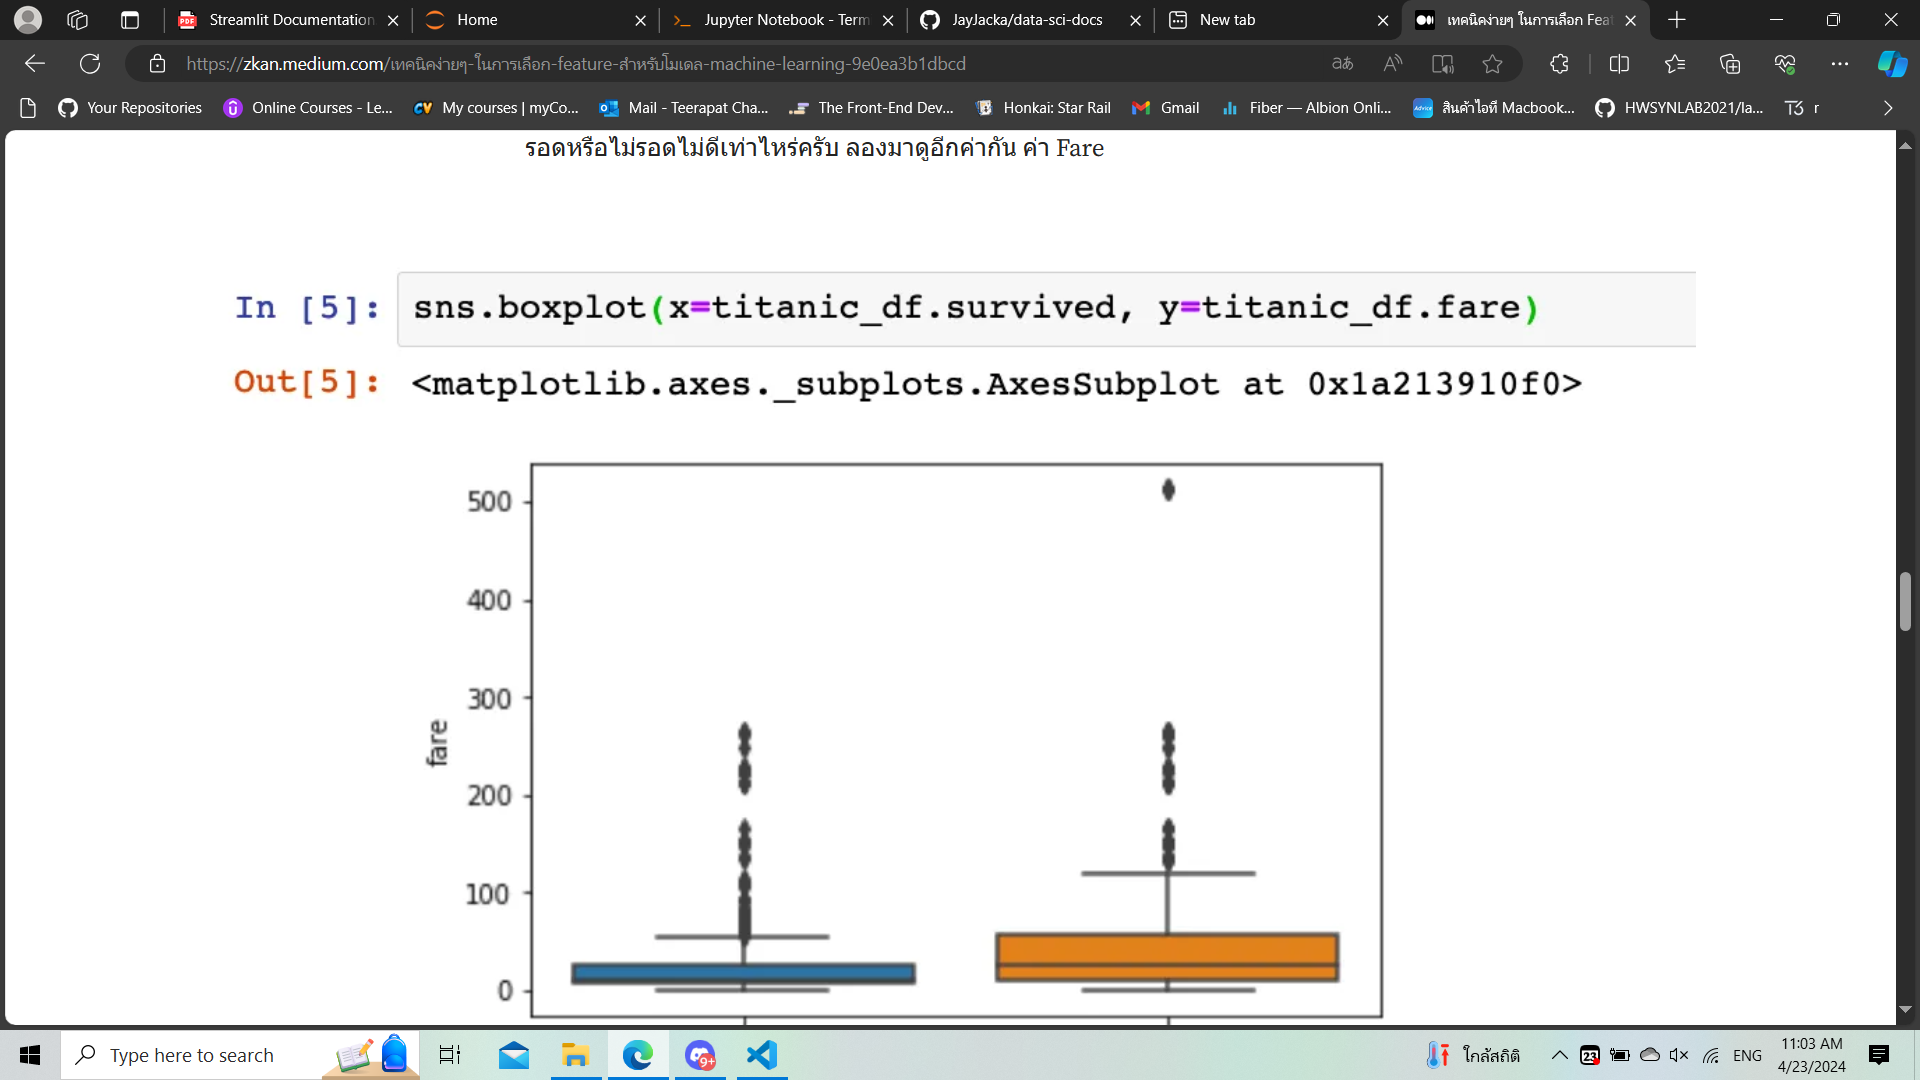 Streamlit Documentation
Home
Jupyter Notebook - Term
JayJacka/data-sci-docs
New tab
เทคนิคง่ายๆ ในการเลือก Feat
https://zkan.medium.com/เทคนิคง่ายๆ-ในการเลือก-feature-สำหรับโมเดล-machine-learning-9e0ea3b1dbcd
Your Repositories
Online Courses - Le...
My courses | myCo...
Mail - Teerapat Cha...
The Front-End Dev...
Honkai: Star Rail
Gmail
Fiber — Albion Onli...
สินค้าไอที Macbook...
HWSYNLAB2021/la...
r
รอดหรือไม่รอดไม่ดีเท่าไหร่ครับ ลองมาดูอีกค่ากัน ค่า Fare
In [5]: sns.boxplot(x=titanic_df.survived, y=titanic_df.fare)
Out[5]: <matplotlib.axes._subplots.AxesSubplot at 0x1a213910f0>
500
400
300
200
100
0
fare
Type here to search
9+
ใกล้สถิติ
23
ENG
11:03 AM
4/23/2024